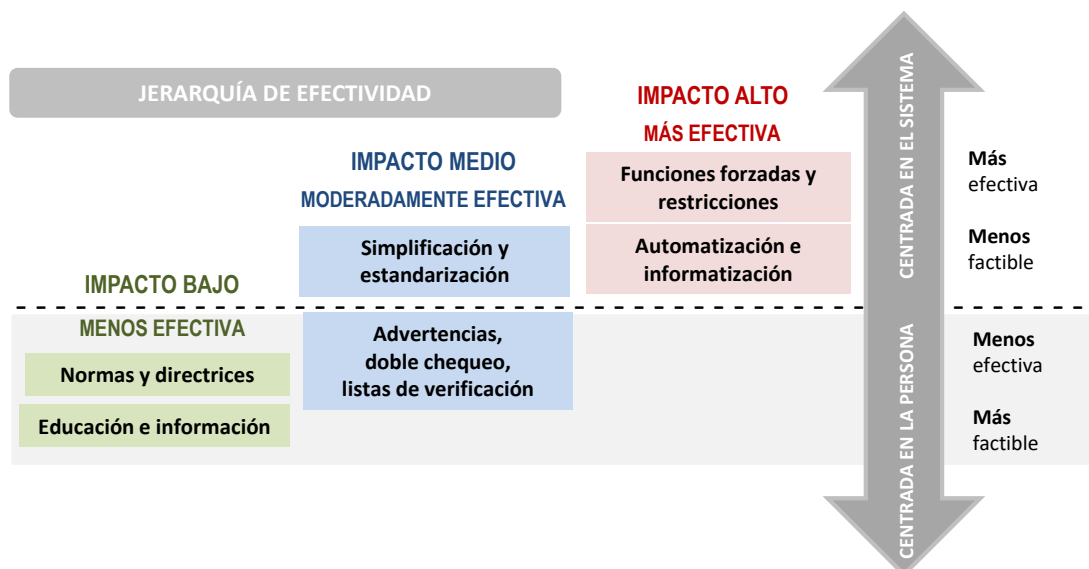 JERARQUÍA DE EFECTIVIDAD
IMPACTO ALTO
MÁS EFECTIVA
Funciones forzadas y
restricciones
Automatización e
informatización
IMPACTO MEDIO
MODERADAMENTE EFECTIVA
Simplificación y
estandarización
Advertencias,
doble chequeo,
listas de verificación
IMPACTO BAJO
MENOS EFECTIVA
Normas y directrices
Educación e información
CENTRADA EN EL SISTEMA
CENTRADA EN LA PERSONA
Más
efectiva
Menos
factible
Menos
efectiva
Más
factible